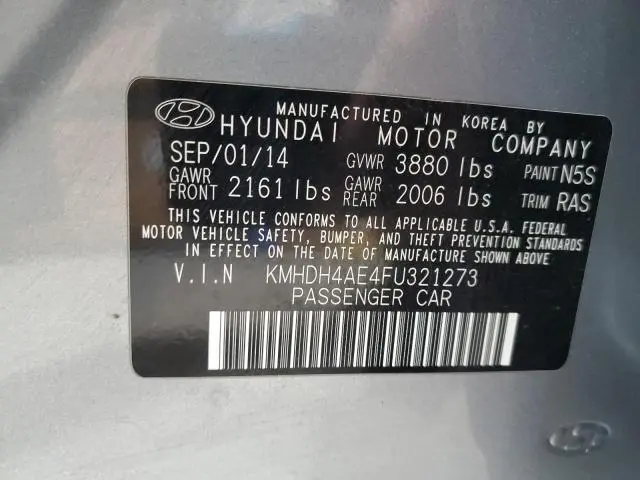 MANUFACTURED IN KOREA BY
HYUNDAI MOTOR COMPANY
SEP/01/14 GVWR 3880 lbs PAINT N5S
GAWR FRONT 2161 lbs GAWR REAR 2006 lbs TRIM RAS
THIS VEHICLE CONFORMS TO ALL APPLICABLE U.S.A. FEDERAL
MOTOR VEHICLE SAFETY, BUMPER, AND THEFT PREVENTION STANDARDS
IN EFFECT ON THE DATE OF MANUFACTURE SHOWN ABOVE
V.I.N KMHDH4AE4FU321273
PASSENGER CAR